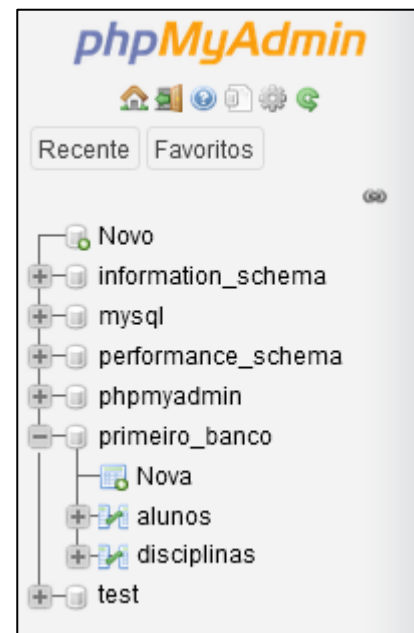 phpMyAdmin
Recente Favoritos
Novo
information_schema
mysql
performance_schema
phpmyadmin
primeiro_banco
Nova
alunos
disciplinas
test